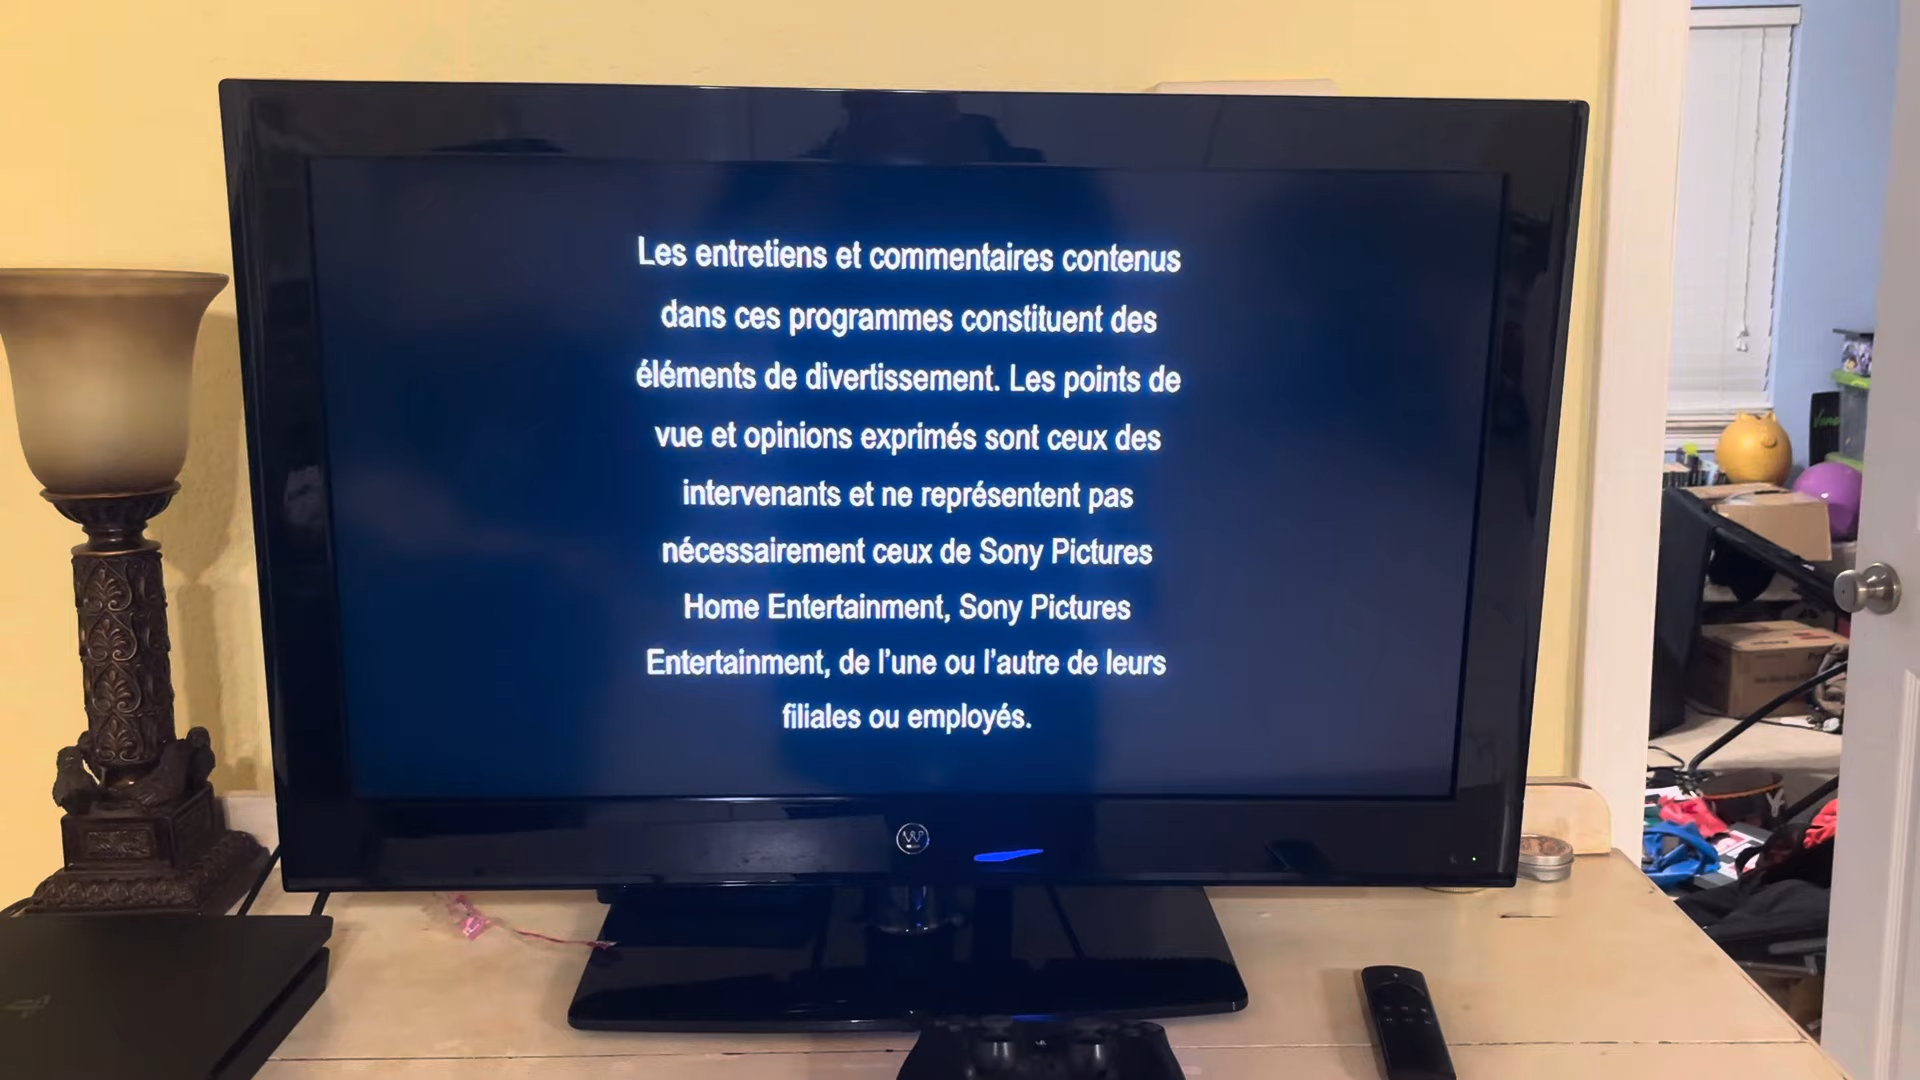 Les entretiens et commentaires contenus
dans ces programmes constituent des
éléments de divertissement. Les points de
vue et opinions exprimés sont ceux des
intervenants et ne représentent pas
nécessairement ceux de Sony Pictures
Home Entertainment, Sony Pictures
Entertainment, de l'une ou l'autre de leurs
filiales ou employés.